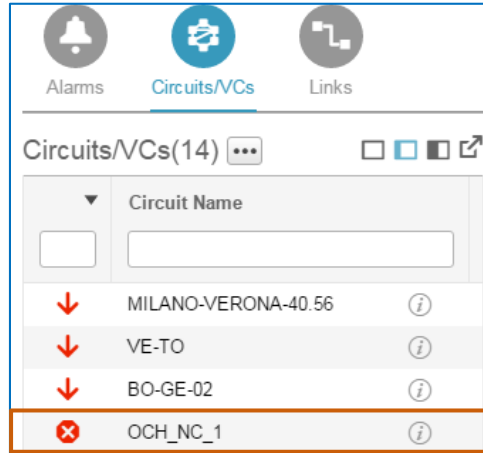 Alarms Circuits/VCs Links
Circuits/VCs(14)
Circuit Name
MILANO-VERONA-40.56
VE-TO
BO-GE-02
OCH_NC_1